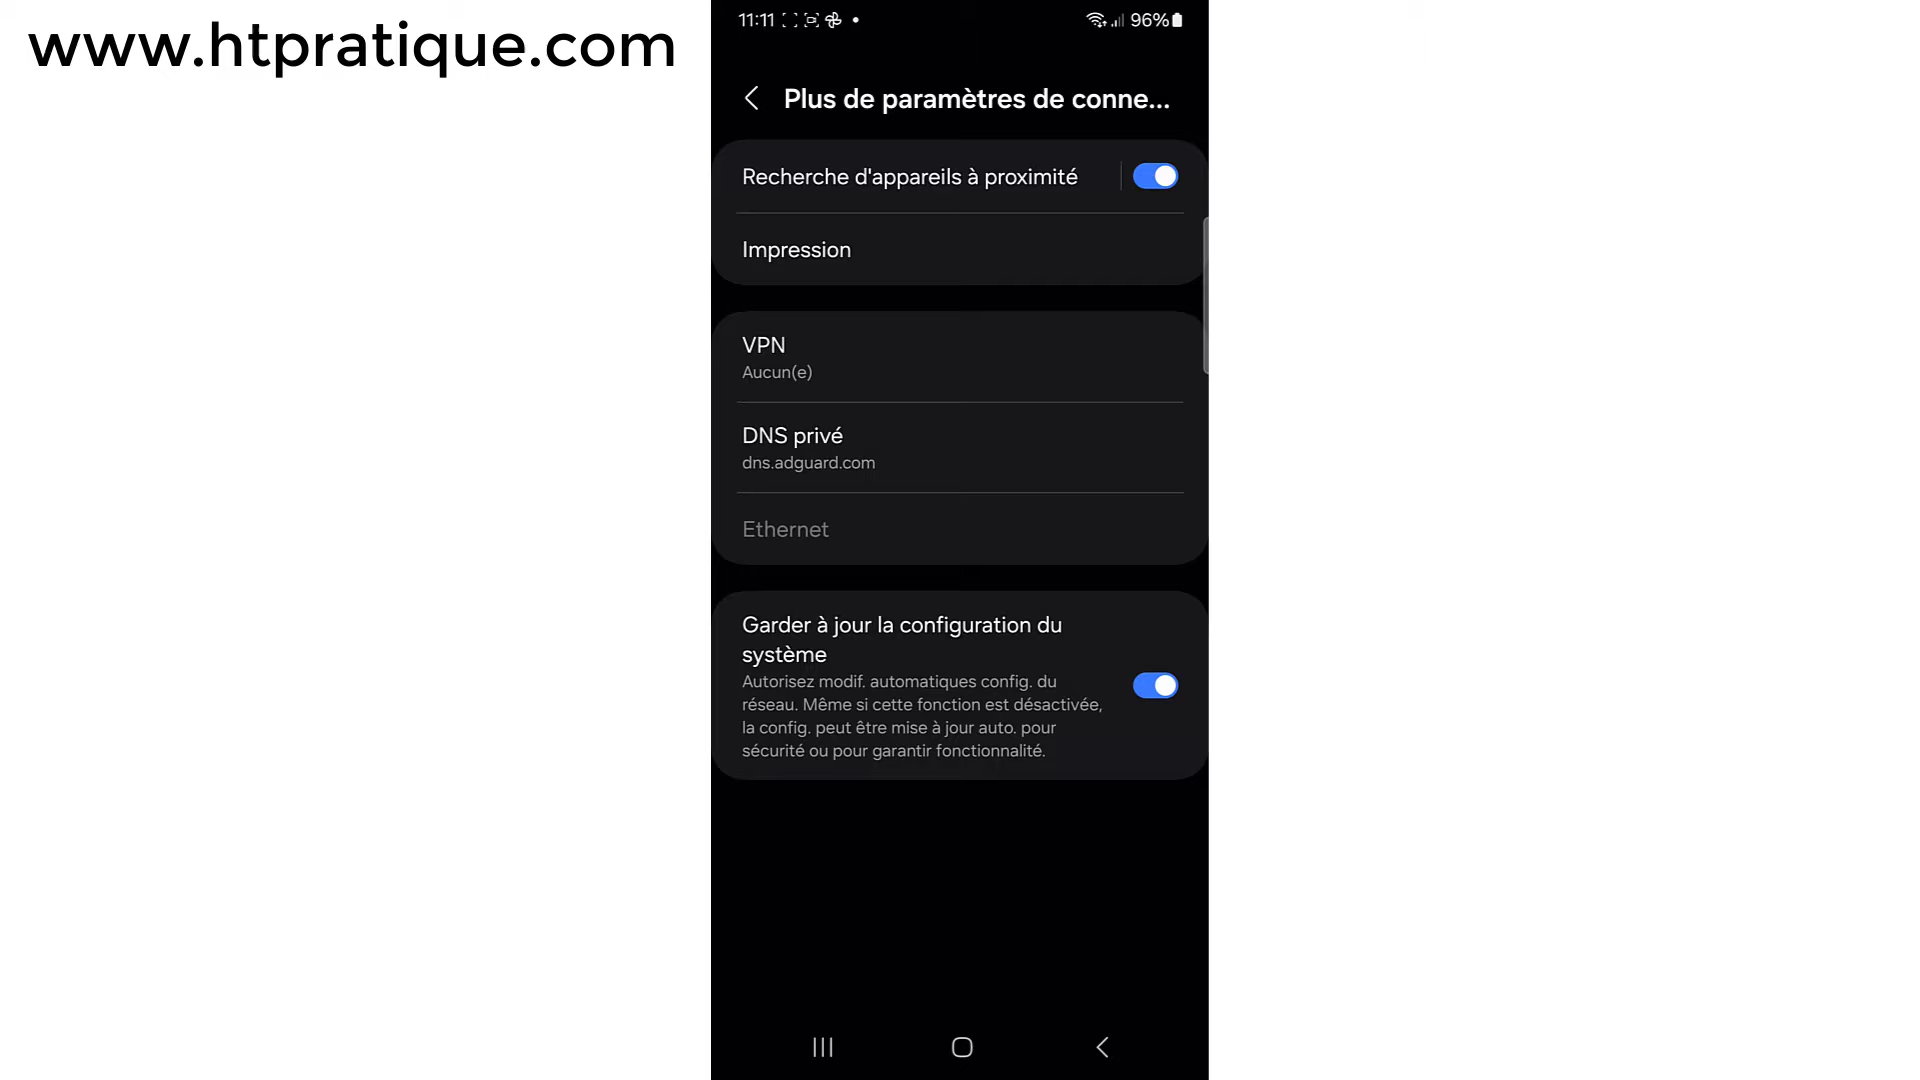 www.htpratique.com
11:11
96%
Plus de paramètres de conne...
Recherche d'appareils à proximité
Impression
VPN
Aucun(e)
DNS privé
dns.adguard.com
Ethernet
Garder à jour la configuration du
système
Autorisez modif. automatiques config. du
réseau. Même si cette fonction est désactivée,
la config. peut être mise à jour auto. pour
sécurité ou pour garantir fonctionnalité.